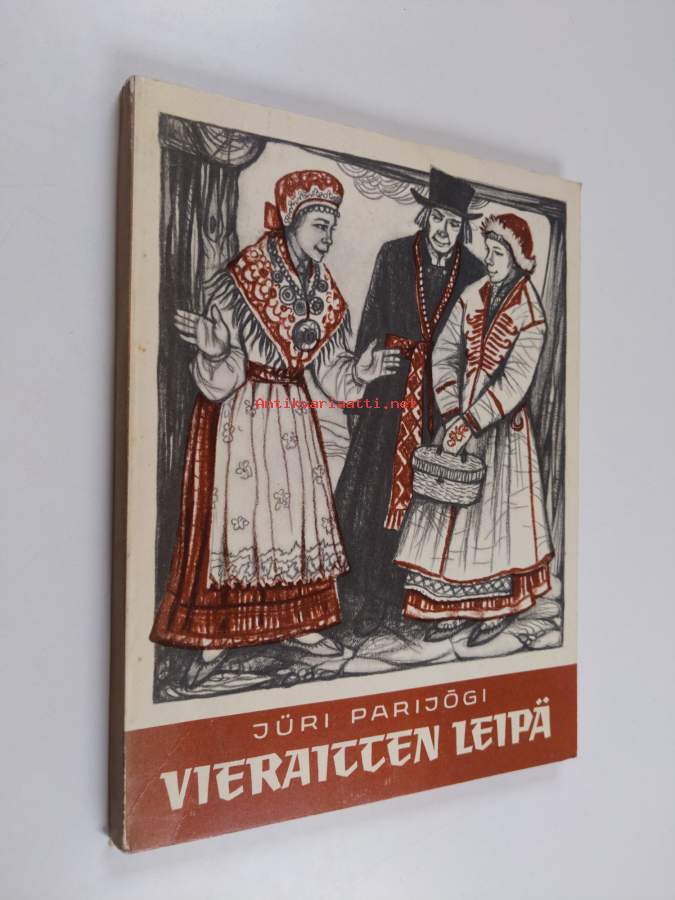 Antikvariaatti.net
JÜRI PARIJÕGI
VIERAITTEN LEIPÄ